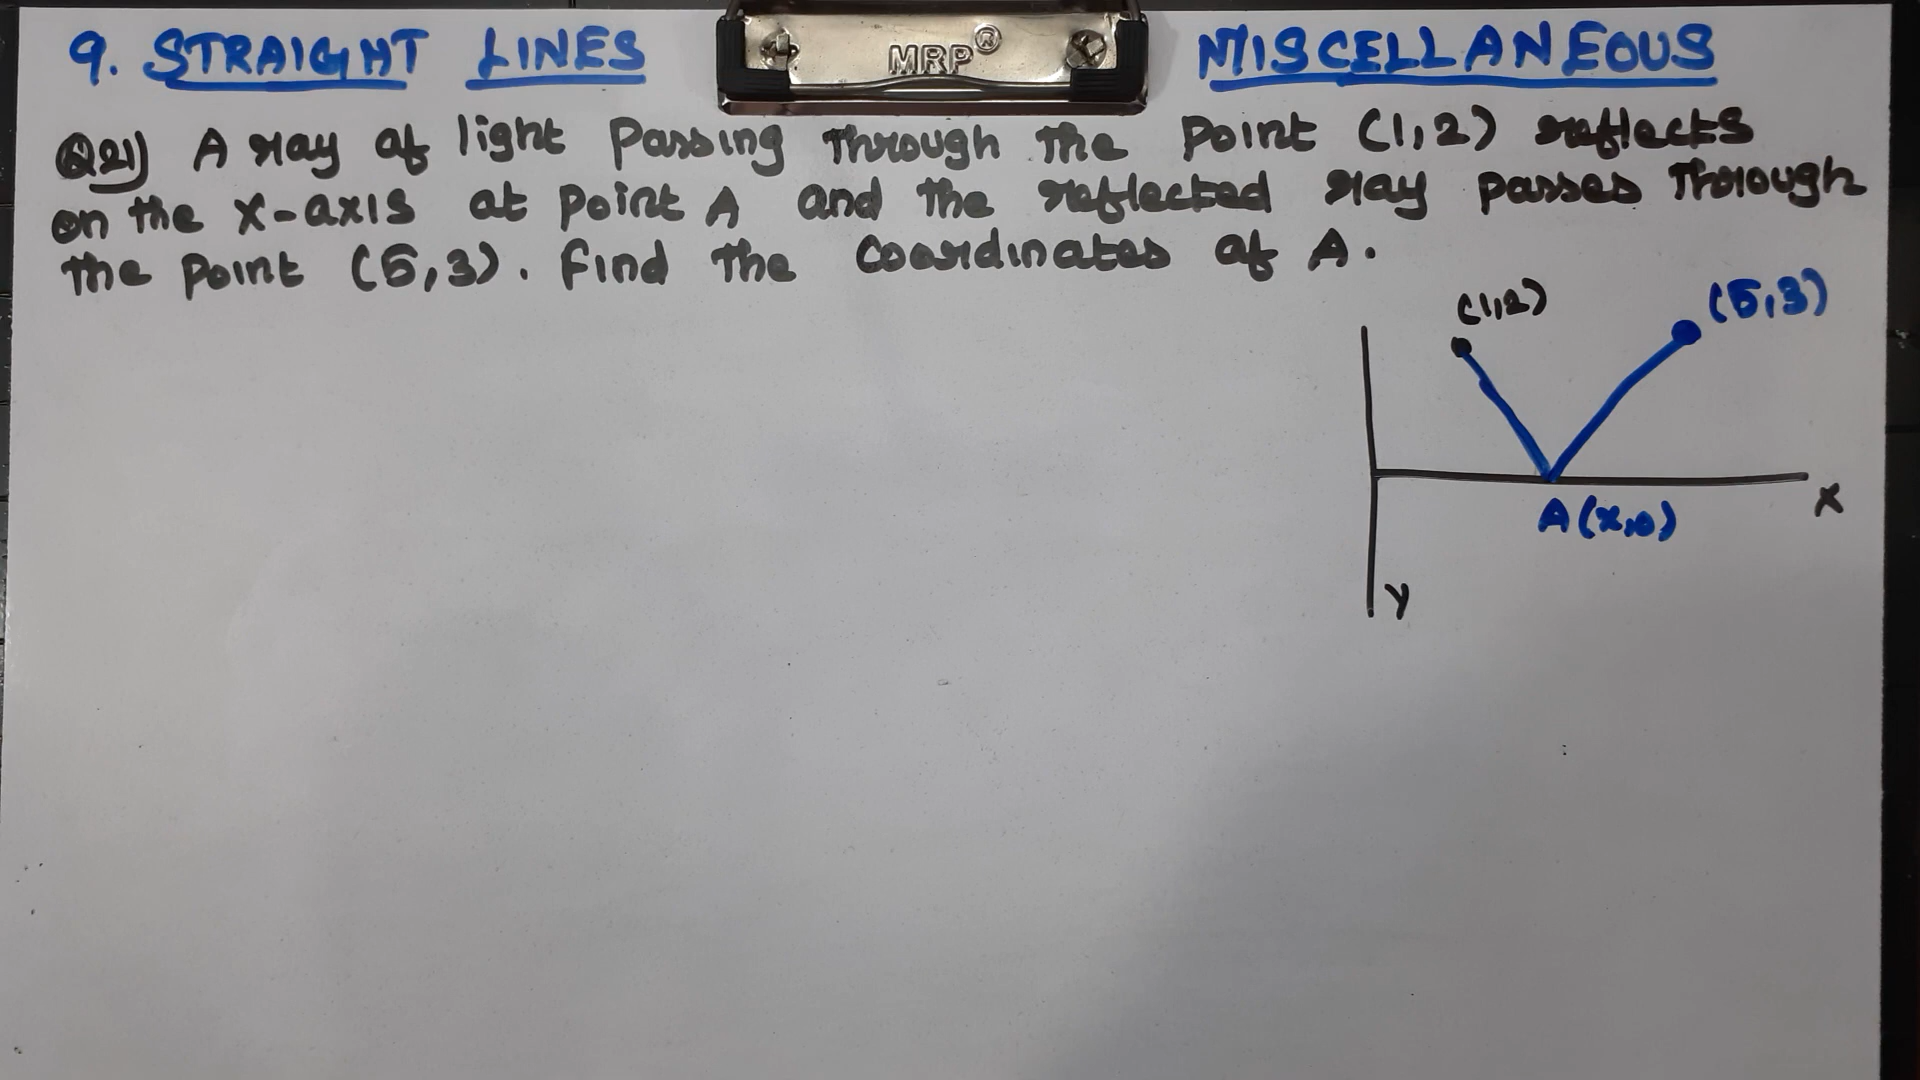 9. STRAIGHT LINES
MRP®
MISCELLANEOUS
Q21) A ray of light passing through the point (1,2) reflects
on the x-axis at point A and the reflected ray passes through
the point (5,3). Find the coordinates of A.
(1,2)
(5,3)
A(x,0)
X
Y